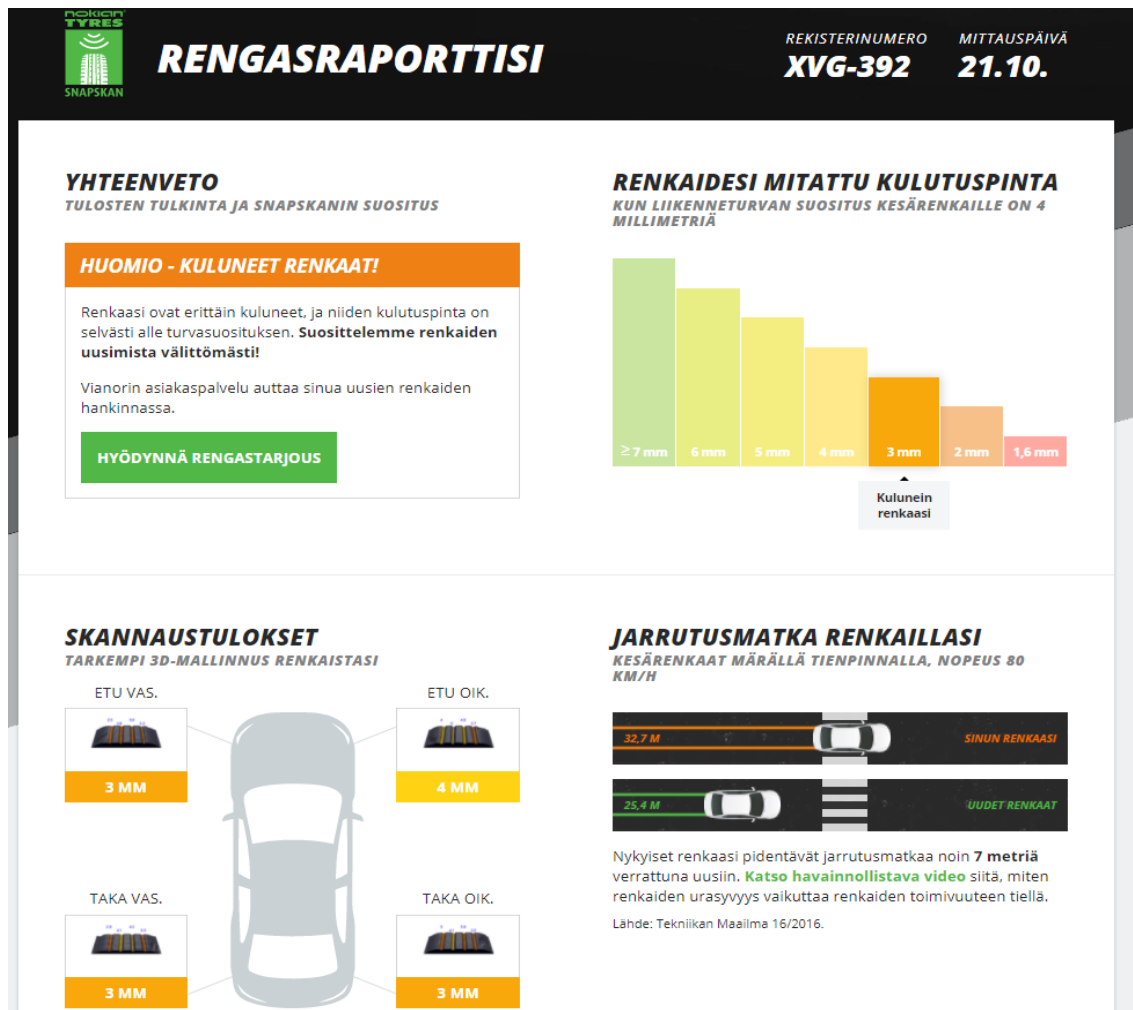 nokian
TYRES
SNAPSKAN
RENGASRAPORTTISI
REKISTERINUMERO
XVG-392
MITTAUSPÄIVÄ
21.10.
YHTEENVETO
TULOSTEN TULKINTA JA SNAPSKANIN SUOSITUS
HUOMIO - KULUNEET RENKAAT!
Renkaasi ovat erittäin kuluneet, ja niiden kulutuspinta on
selvästi alle turvasuosituksen. Suosittelemme renkaiden
uusimista välittömästi!
Vianorin asiakaspalvelu auttaa sinua uusien renkaiden
hankinnassa.
HYÖDYNNÄ RENGASTARJOUS
RENKAIDESI MITATTU KULUTUSPINTA
KUN LIIKENNETURVAN SUOSITUS KESÄRENKAILLE ON 4
MILLIMETRIÄ
≥ 7 mm 6 mm 5 mm 4 mm 3 mm 2 mm 1,6 mm
Kulunein
renkaasi
SKANNAUSTULOKSET
TARKEMPI 3D-MALLINNUS RENKAISTASI
ETU VAS.
3 MM
ETU OIK.
4 MM
TAKA VAS.
3 MM
TAKA OIK.
3 MM
JARRUTUSMATKA RENKAILLASI
KESÄRENKAAT MÄRÄLLÄ TIENPINNALLA, NOPEUS 80
KM/H
32,7 M SINUN RENKAASI
25,4 M UUDET RENKAAT
Nykyiset renkaasi pidentävät jarrutusmatkaa noin 7 metriä
verrattuna uusiin. Katso havainnollistava video siitä, miten
renkaiden urasyvyys vaikuttaa renkaiden toimivuuteen tiellä.
Lähde: Tekniikan Maailma 16/2016.